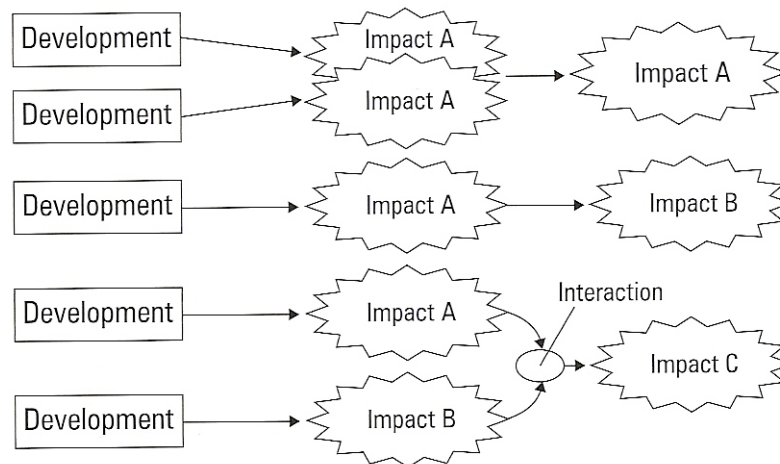 Development
Impact A
Impact A
Development
Impact A
Development
Impact A
Impact B
Development
Impact A
Interaction
Impact C
Development
Impact B